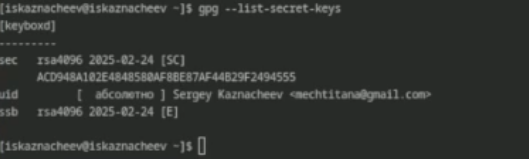 [iskaznacheev@iskaznacheev ~]$ gpg --list-secret-keys
[keyboxd]
---------
sec rsa4096 2025-02-24 [SC]
ACD948A102E4848580AF8BE87AF44B29F2494555
uid [ абсолютно ] Sergey Kaznacheev <mechtitana@gmail.com>
ssb rsa4096 2025-02-24 [E]
[iskaznacheev@iskaznacheev ~]$